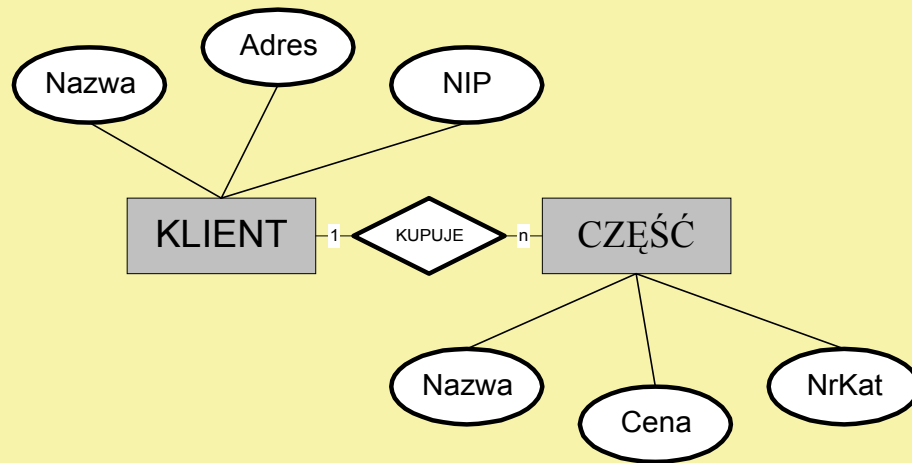 Adres
Nazwa
NIP
KLIENT
1
KUPUJE
n
CZĘŚĆ
Nazwa
Cena
NrKat